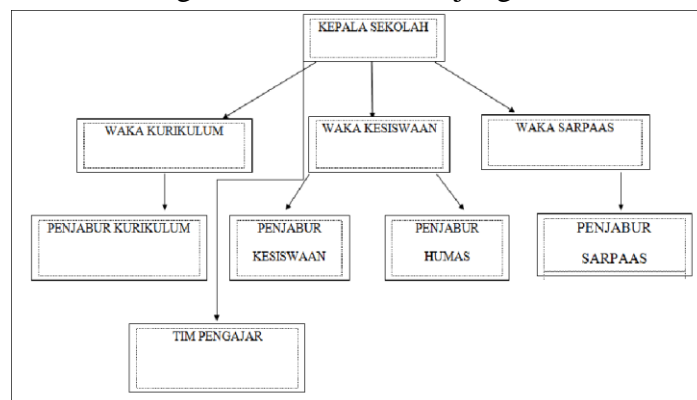 KEPALA SEKOLAH
WAKA KURIKULUM
WAKA KESISWAAN
WAKA SARPAAS
PENJABUR KURIKULUM
PENJABUR
KESISWAAN
PENJABUR
HUMAS
PENJABUR
SARPAAS
TIM PENGAJAR